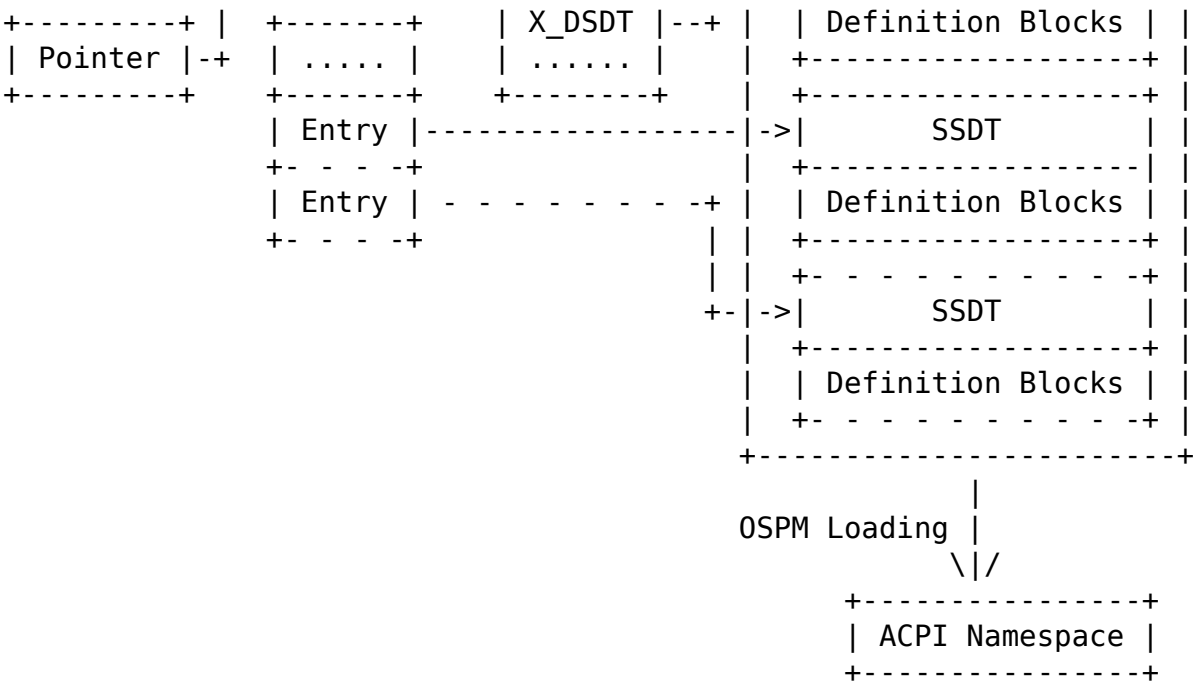 +---------+ |  +-------+    | X_DSDT |--+ |  | Definition Blocks | |
| Pointer |-+  | ..... |    | ...... |    |  +-------------------+ |
+---------+    +-------+    +--------+    |  +-------------------+ |
               | Entry |------------------|->|       SSDT        | |
               +- - - -+                  |  +-------------------| |
               | Entry | - - - - - - - -+ |  | Definition Blocks | |
               +- - - -+                | |  +-------------------+ |
                                        | |  +- - - - - - - - - -+ |
                                        +-|->|       SSDT        | |
                                          |  +-------------------+ |
                                          |  | Definition Blocks | |
                                          |  +- - - - - - - - - -+ |
                                          +------------------------+
                                                       |
                                          OSPM Loading |
                                                      \|/
                                                +----------------+
                                                | ACPI Namespace |
                                                +----------------+